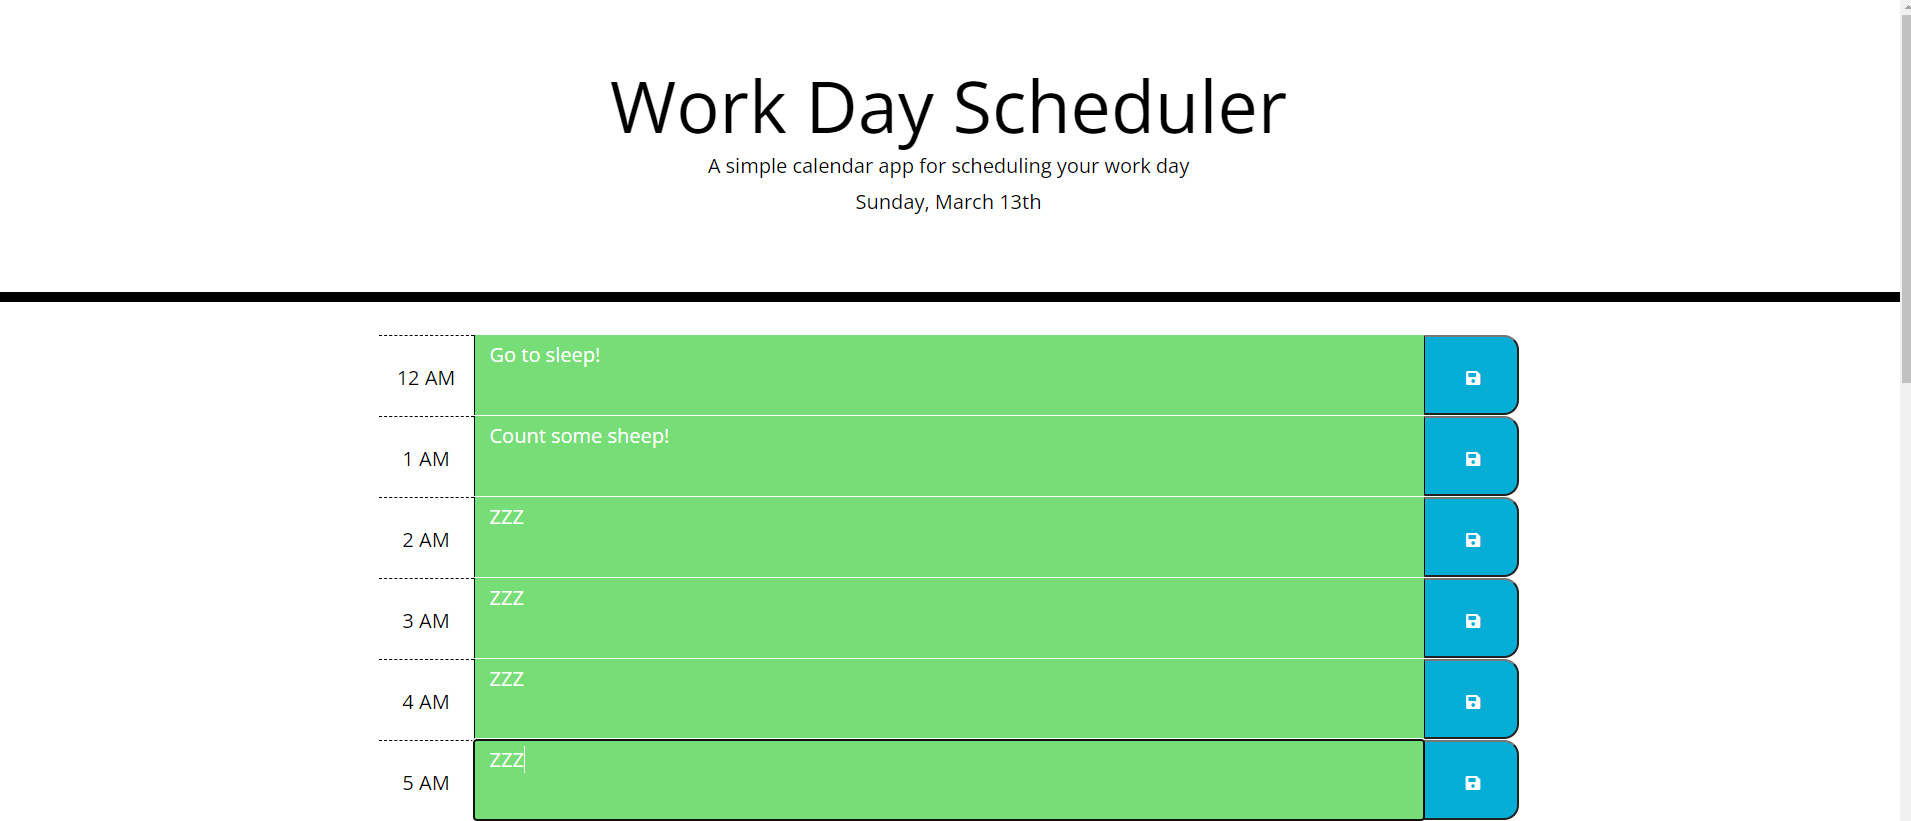 Work Day Scheduler
A simple calendar app for scheduling your work day
Sunday, March 13th
12 AM
Go to sleep!
1 AM
Count some sheep!
2 AM
ZZZ
3 AM
ZZZ
4 AM
ZZZ
5 AM
ZZZ